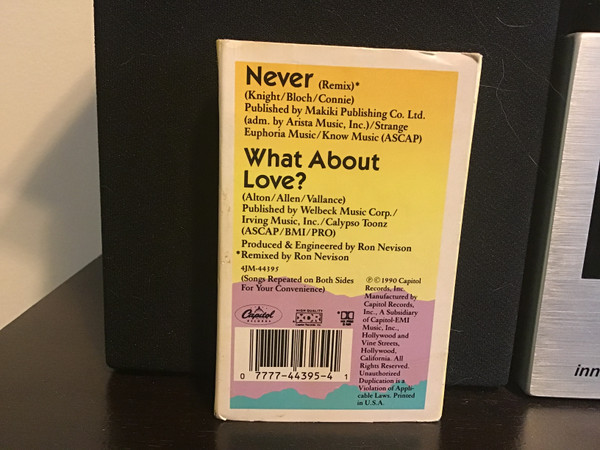 Never (Remix)*
(Knight/Bloch/Connie)
Published by Makiki Publishing Co. Ltd.
(adm. by Arista Music, Inc.)/Strange
Euphoria Music/Know Music (ASCAP)
What About
Love?
(Alton/Allen/Vallance)
Published by Welbeck Music Corp./
Irving Music, Inc./Calypso Toonz
(ASCAP/BMI/PRO)
Produced & Engineered by Ron Nevison
*Remixed by Ron Nevison
4JM-44395
(Songs Repeated on Both Sides
For Your Convenience)
Capitol
RECORDS
XDR
0 7777-44395-4 1
℗©1990 Capitol
Records, Inc.
Manufactured by
Capitol Records,
Inc., A Subsidiary
of Capitol-EMI
Music, Inc.,
Hollywood and
Vine Streets,
Hollywood,
California. All
Rights Reserved.
Unauthorized
Duplication is a
Violation of Appli-
cable Laws. Printed
in U.S.A.
inn